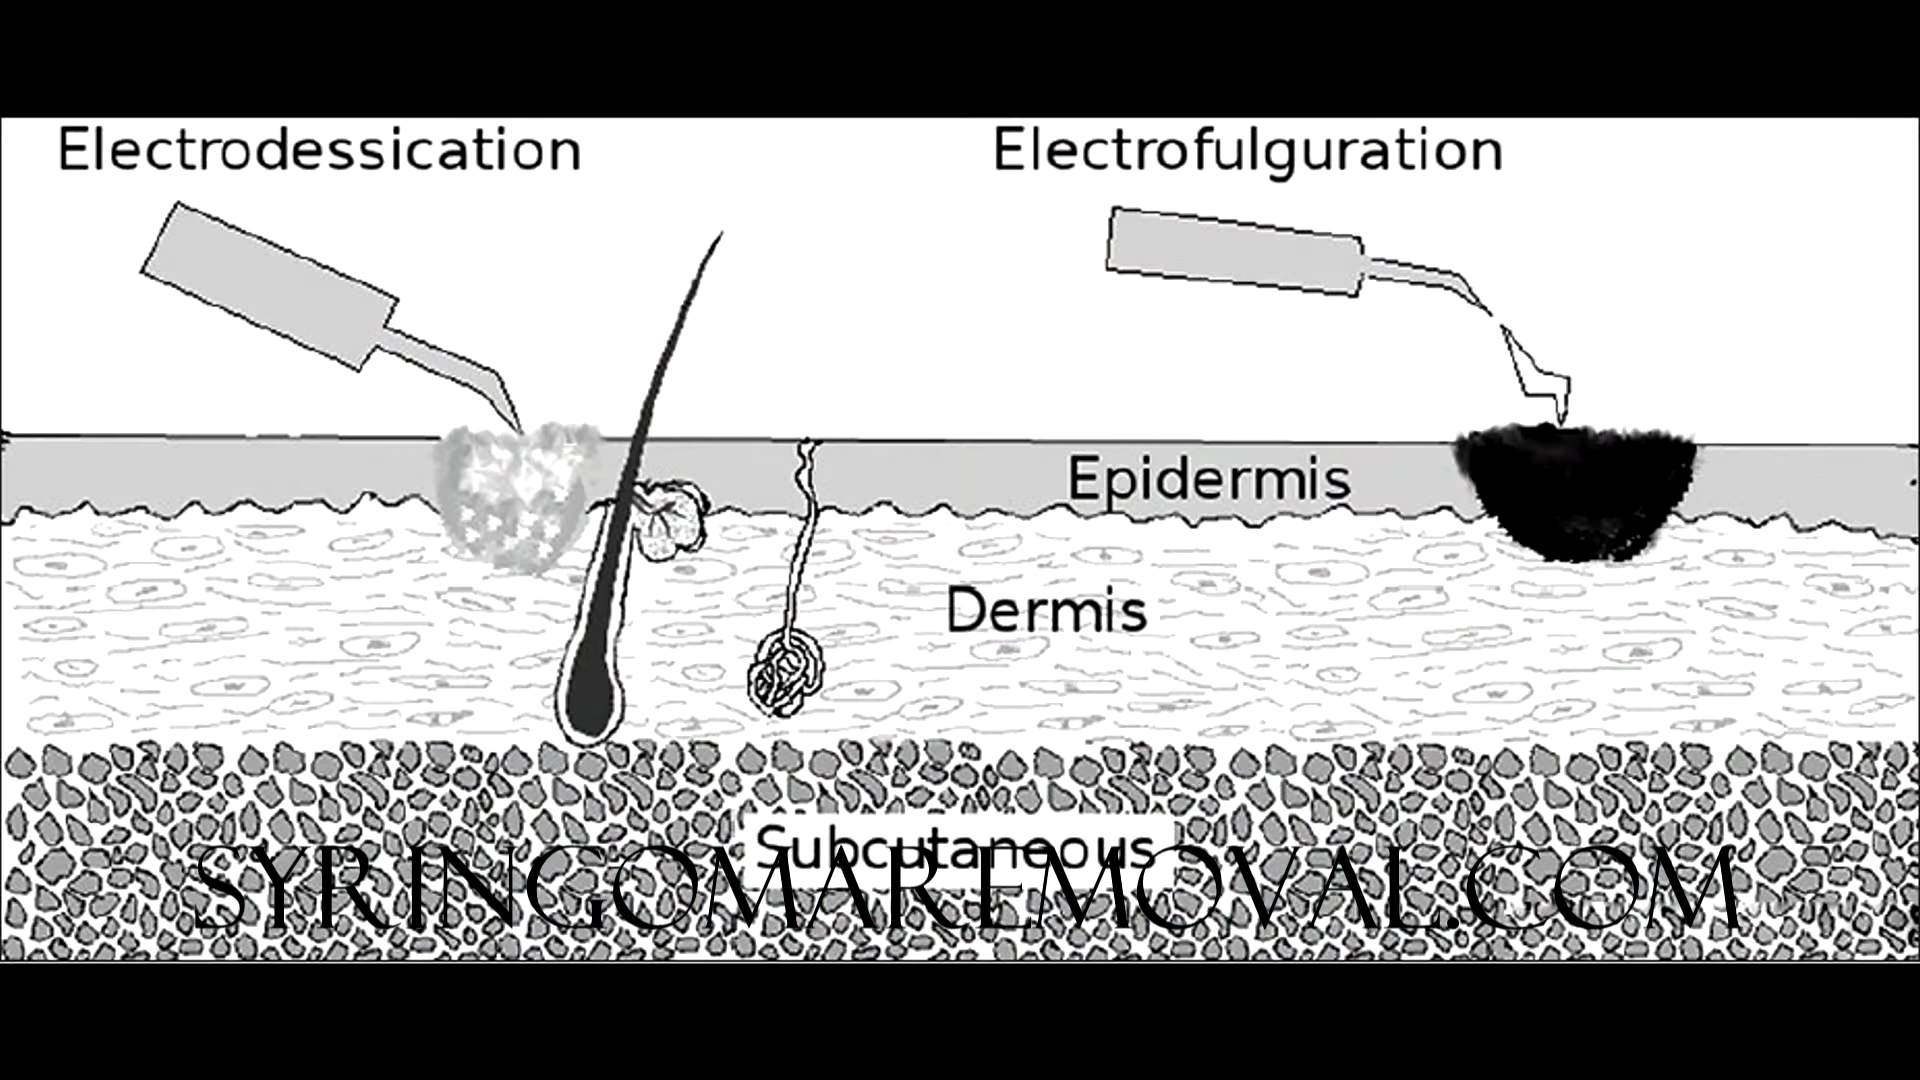 Electrodessication
Electrofulguration
Epidermis
Dermis
Subcutaneous
SYRINGOMAREMOVAL.COM